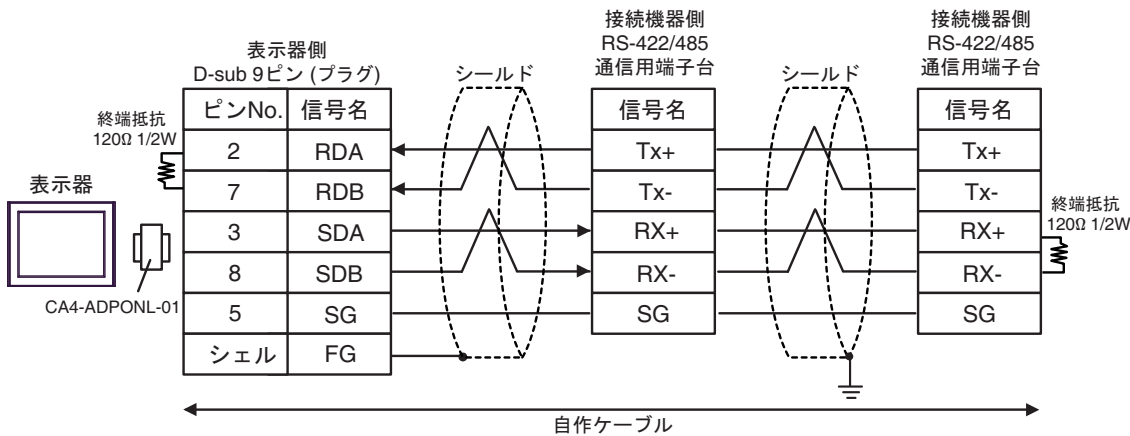 表示器側
D-sub 9ピン (プラグ)
シールド
接続機器側
RS-422/485
通信用端子台
シールド
接続機器側
RS-422/485
通信用端子台
終端抵抗
120Ω 1/2W
ピンNo. 信号名
信号名
信号名
2 RDA
Tx+
Tx+
7 RDB
Tx-
Tx-
3 SDA
RX+
RX+
8 SDB
RX-
RX-
5 SG
SG
SG
シェル FG
表示器
CA4-ADPONL-01
終端抵抗
120Ω 1/2W
自作ケーブル